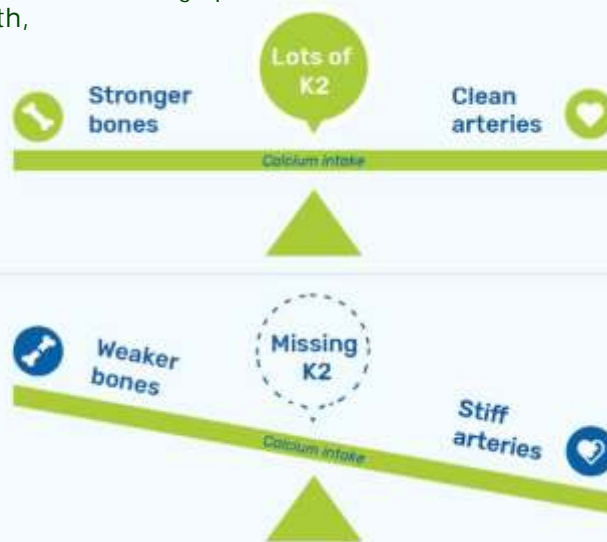 th,
Lots of
K2
Stronger
bones
Clean
arteries
Calcium intake
Missing
K2
Weaker
bones
Stiff
arteries
Calcium intake